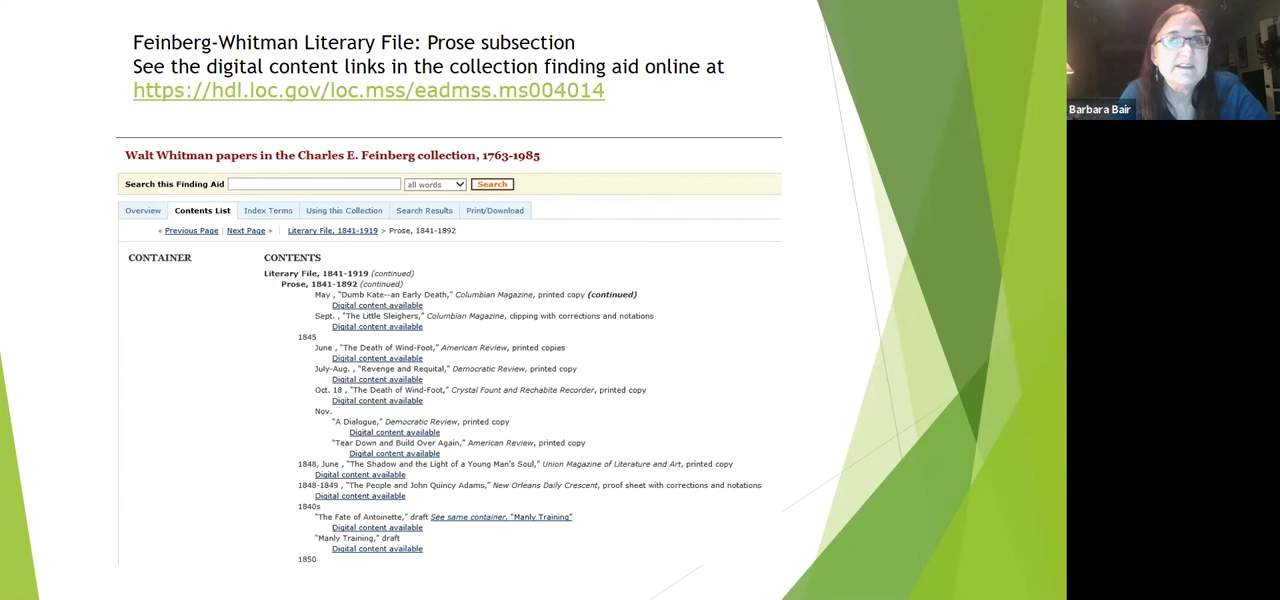 Feinberg-Whitman Literary File: Prose subsection
See the digital content links in the collection finding aid online at
https://hdl.loc.gov/loc.mss/eadmss.ms004014
Barbara Bair
Walt Whitman papers in the Charles E. Feinberg collection, 1763-1985
Search this Finding Aid all words Search
Overview Contents List Index Terms Using this Collection Search Results Print/Download
« Previous Page | Next Page » | Literary File, 1841-1919 > Prose, 1841-1892
CONTAINER CONTENTS
Literary File, 1841-1919 (continued)
Prose, 1841-1892 (continued)
May , "Dumb Kate--an Early Death," Columbian Magazine, printed copy (continued)
Digital content available
Sept. , "The Little Sleighers," Columbian Magazine, clipping with corrections and notations
Digital content available
1845
June , "The Death of Wind-Foot," American Review, printed copies
Digital content available
July-Aug. , "Revenge and Requital," Democratic Review, printed copy
Digital content available
Oct. 18 , "The Death of Wind-Foot," Crystal Fount and Rechabite Recorder, printed copy
Digital content available
Nov.
"A Dialogue," Democratic Review, printed copy
Digital content available
"Tear Down and Build Over Again," American Review, printed copy
Digital content available
1848, June , "The Shadow and the Light of a Young Man's Soul," Union Magazine of Literature and Art, printed copy
Digital content available
1848-1849 , "The People and John Quincy Adams," New Orleans Daily Crescent, proof sheet with corrections and notations
Digital content available
1840s
"The Fate of Antoinette," draft See same container, "Manly Training"
Digital content available
"Manly Training," draft
Digital content available
1850